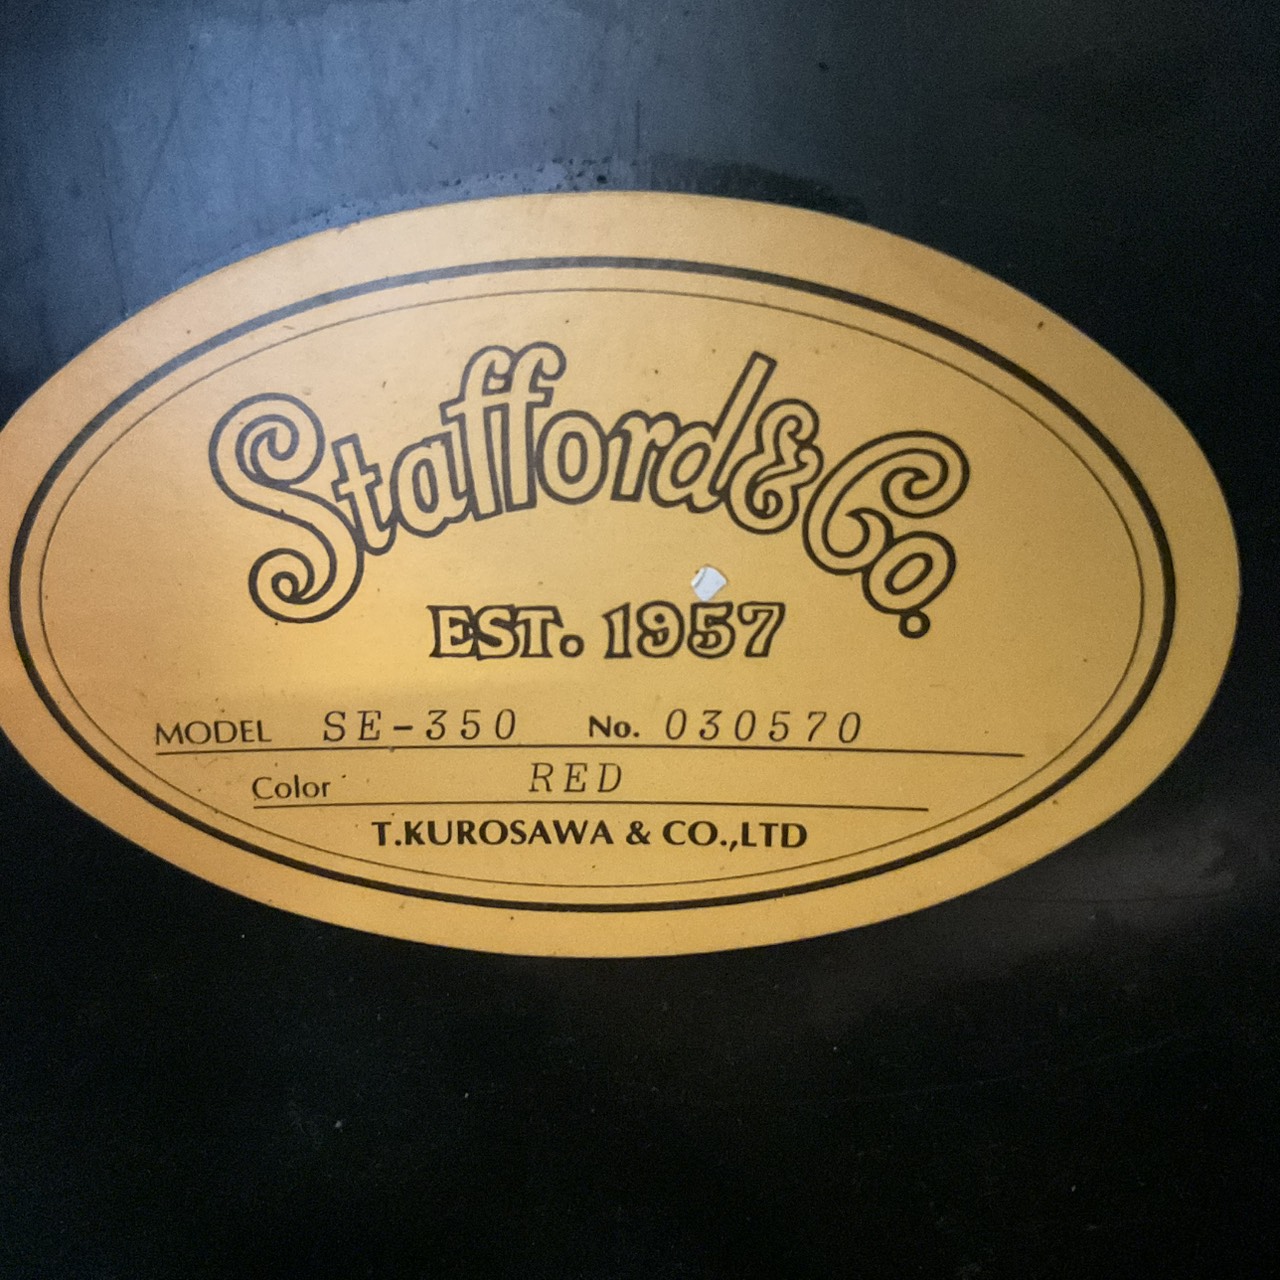 Stafford & Co.
EST. 1957
MODEL SE-350 No. 030570
Color RED
T.KUROSAWA & CO.,LTD